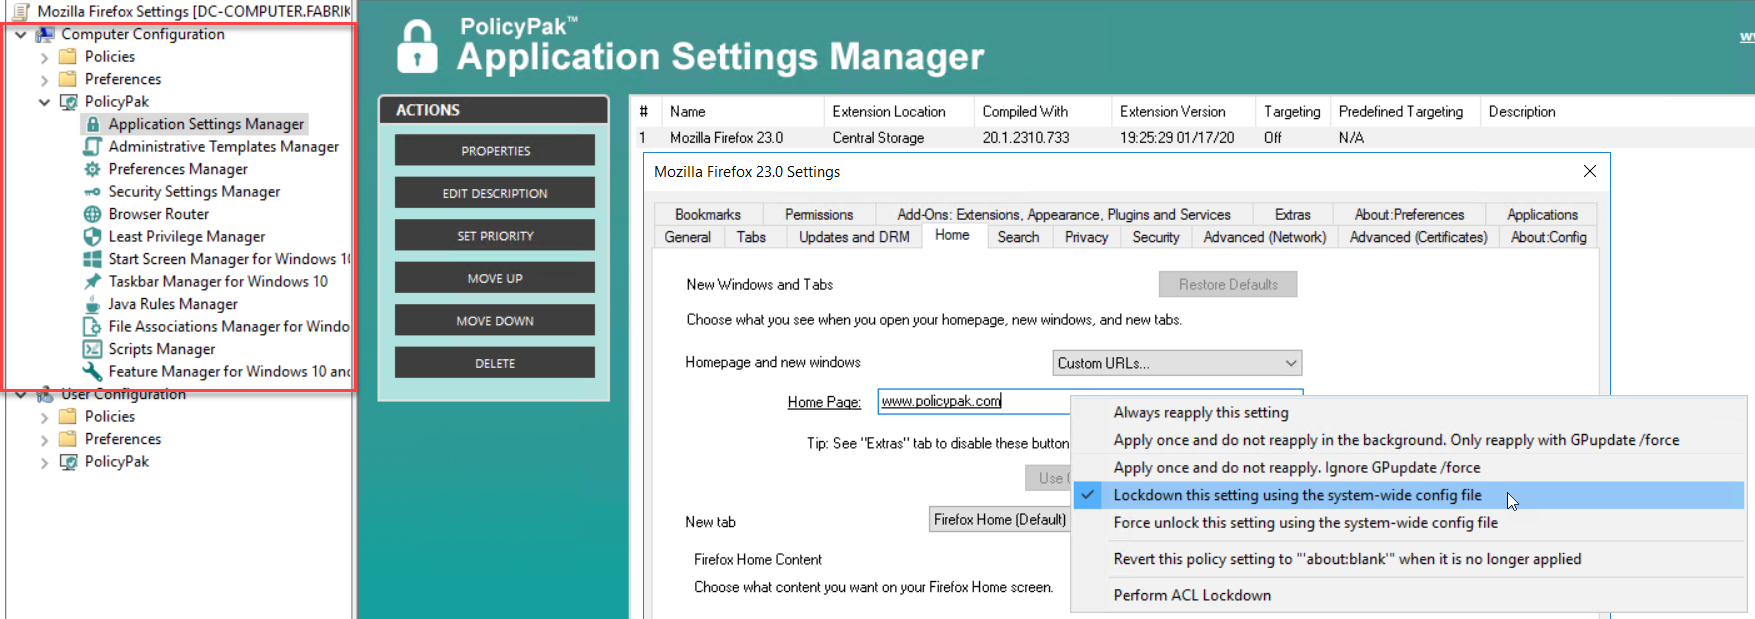 Mozilla Firefox Settings [DC-COMPUTER.FABRIK
Computer Configuration
Policies
Preferences
PolicyPak
Application Settings Manager
Administrative Templates Manager
Preferences Manager
Security Settings Manager
Browser Router
Least Privilege Manager
Start Screen Manager for Windows 10
Taskbar Manager for Windows 10
Java Rules Manager
File Associations Manager for Windo
Scripts Manager
Feature Manager for Windows 10 and
User Configuration
Policies
Preferences
PolicyPak
PolicyPak™
Application Settings Manager
ACTIONS
PROPERTIES
EDIT DESCRIPTION
SET PRIORITY
MOVE UP
MOVE DOWN
DELETE
# Name Extension Location Compiled With Extension Version Targeting Predefined Targeting Description
1 Mozilla Firefox 23.0 Central Storage 20.1.2310.733 19:25:29 01/17/20 Off N/A
Mozilla Firefox 23.0 Settings
Bookmarks Permissions Add-Ons: Extensions, Appearance, Plugins and Services Extras About:Preferences Applications
General Tabs Updates and DRM Home Search Privacy Security Advanced (Network) Advanced (Certificates) About:Config
New Windows and Tabs Restore Defaults
Choose what you see when you open your homepage, new windows, and new tabs.
Homepage and new windows Custom URLs...
Home Page: www.policypak.com
Tip: See "Extras" tab to disable these button
Use
New tab Firefox Home (Default)
Firefox Home Content
Choose what content you want on your Firefox Home screen.
Always reapply this setting
Apply once and do not reapply in the background. Only reapply with GPupdate /force
Apply once and do not reapply. Ignore GPupdate /force
Lockdown this setting using the system-wide config file
Force unlock this setting using the system-wide config file
Revert this policy setting to "'about:blank'" when it is no longer applied
Perform ACL Lockdown